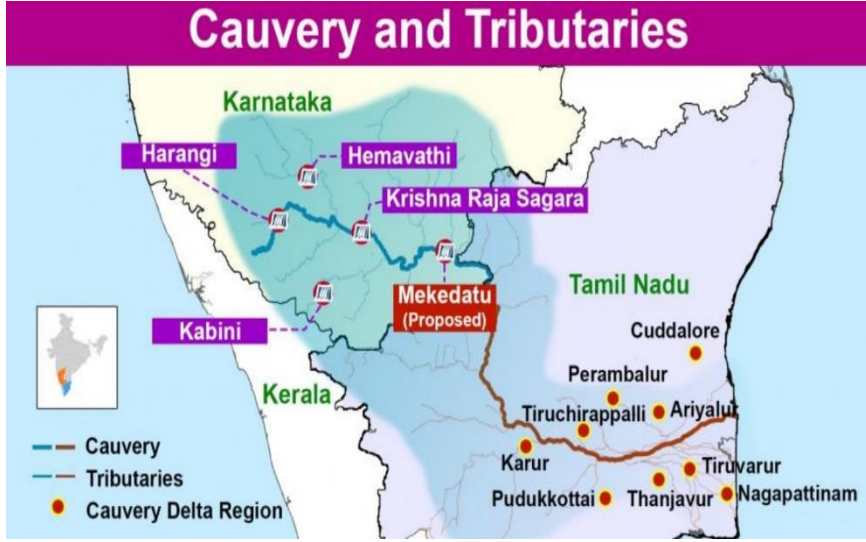 Cauvery and Tributaries
Karnataka
Harangi
Hemavathi
Krishna Raja Sagara
Mekedatu
(Proposed)
Tamil Nadu
Kabini
Cuddalore
Kerala
Perambalur
Tiruchirappalli
Ariyalur
Cauvery
Karur
Tiruvarur
Tributaries
Pudukkottai
Thanjavur
Nagapattinam
Cauvery Delta Region